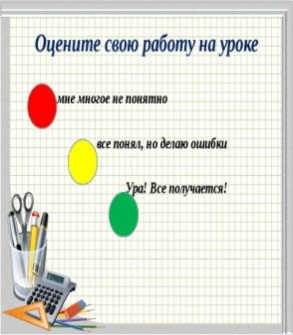 Оцените свою работу на уроке
мне многое не понятно
все понял, но делаю ошибки
Ура! Все получается!